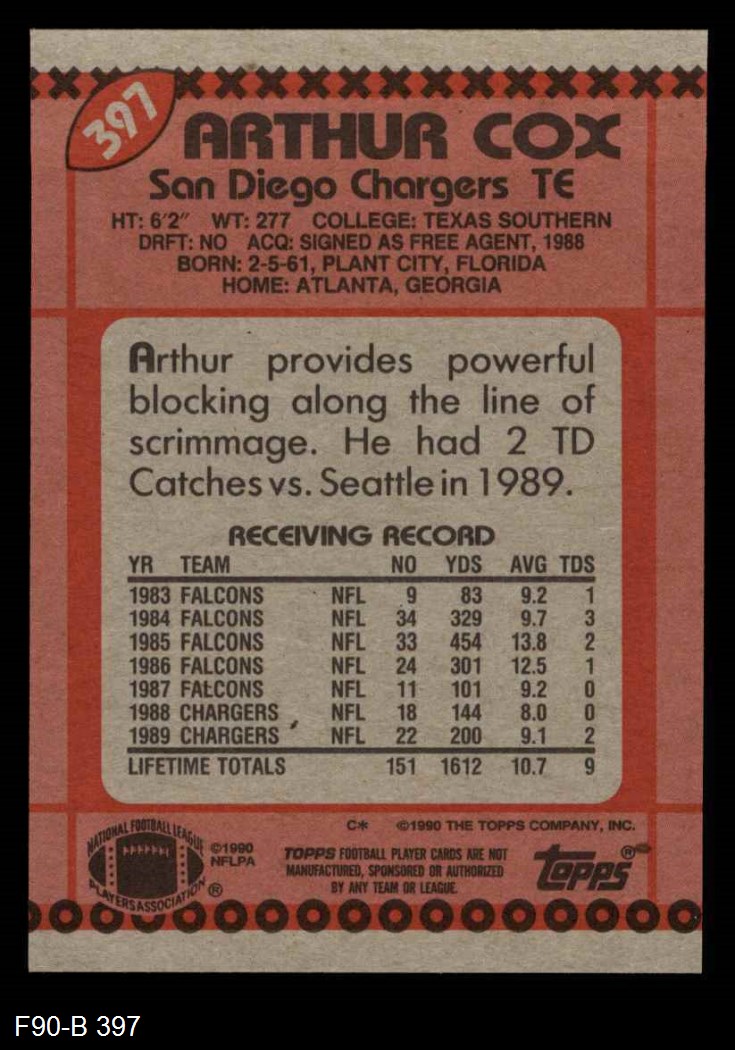 397
ARTHUR COX
San Diego Chargers TE
HT: 6'2" WT: 277 COLLEGE: TEXAS SOUTHERN
DRFT: NO ACQ: SIGNED AS FREE AGENT, 1988
BORN: 2-5-61, PLANT CITY, FLORIDA
HOME: ATLANTA, GEORGIA
Arthur provides powerful
blocking along the line of
scrimmage. He had 2 TD
Catches vs. Seattle in 1989.
RECEIVING RECORD
YR TEAM NO YDS AVG TDS
1983 FALCONS NFL 9 83 9.2 1
1984 FALCONS NFL 34 329 9.7 3
1985 FALCONS NFL 33 454 13.8 2
1986 FALCONS NFL 24 301 12.5 1
1987 FALCONS NFL 11 101 9.2 0
1988 CHARGERS NFL 18 144 8.0 0
1989 CHARGERS NFL 22 200 9.1 2
LIFETIME TOTALS 151 1612 10.7 9
C* ©1990 THE TOPPS COMPANY, INC.
NATIONAL FOOTBALL LEAGUE
PLAYERS ASSOCIATION ®
©1990
NFLPA
TOPPS FOOTBALL PLAYER CARDS ARE NOT
MANUFACTURED, SPONSORED OR AUTHORIZED
BY ANY TEAM OR LEAGUE.
topps®
F90-B 397